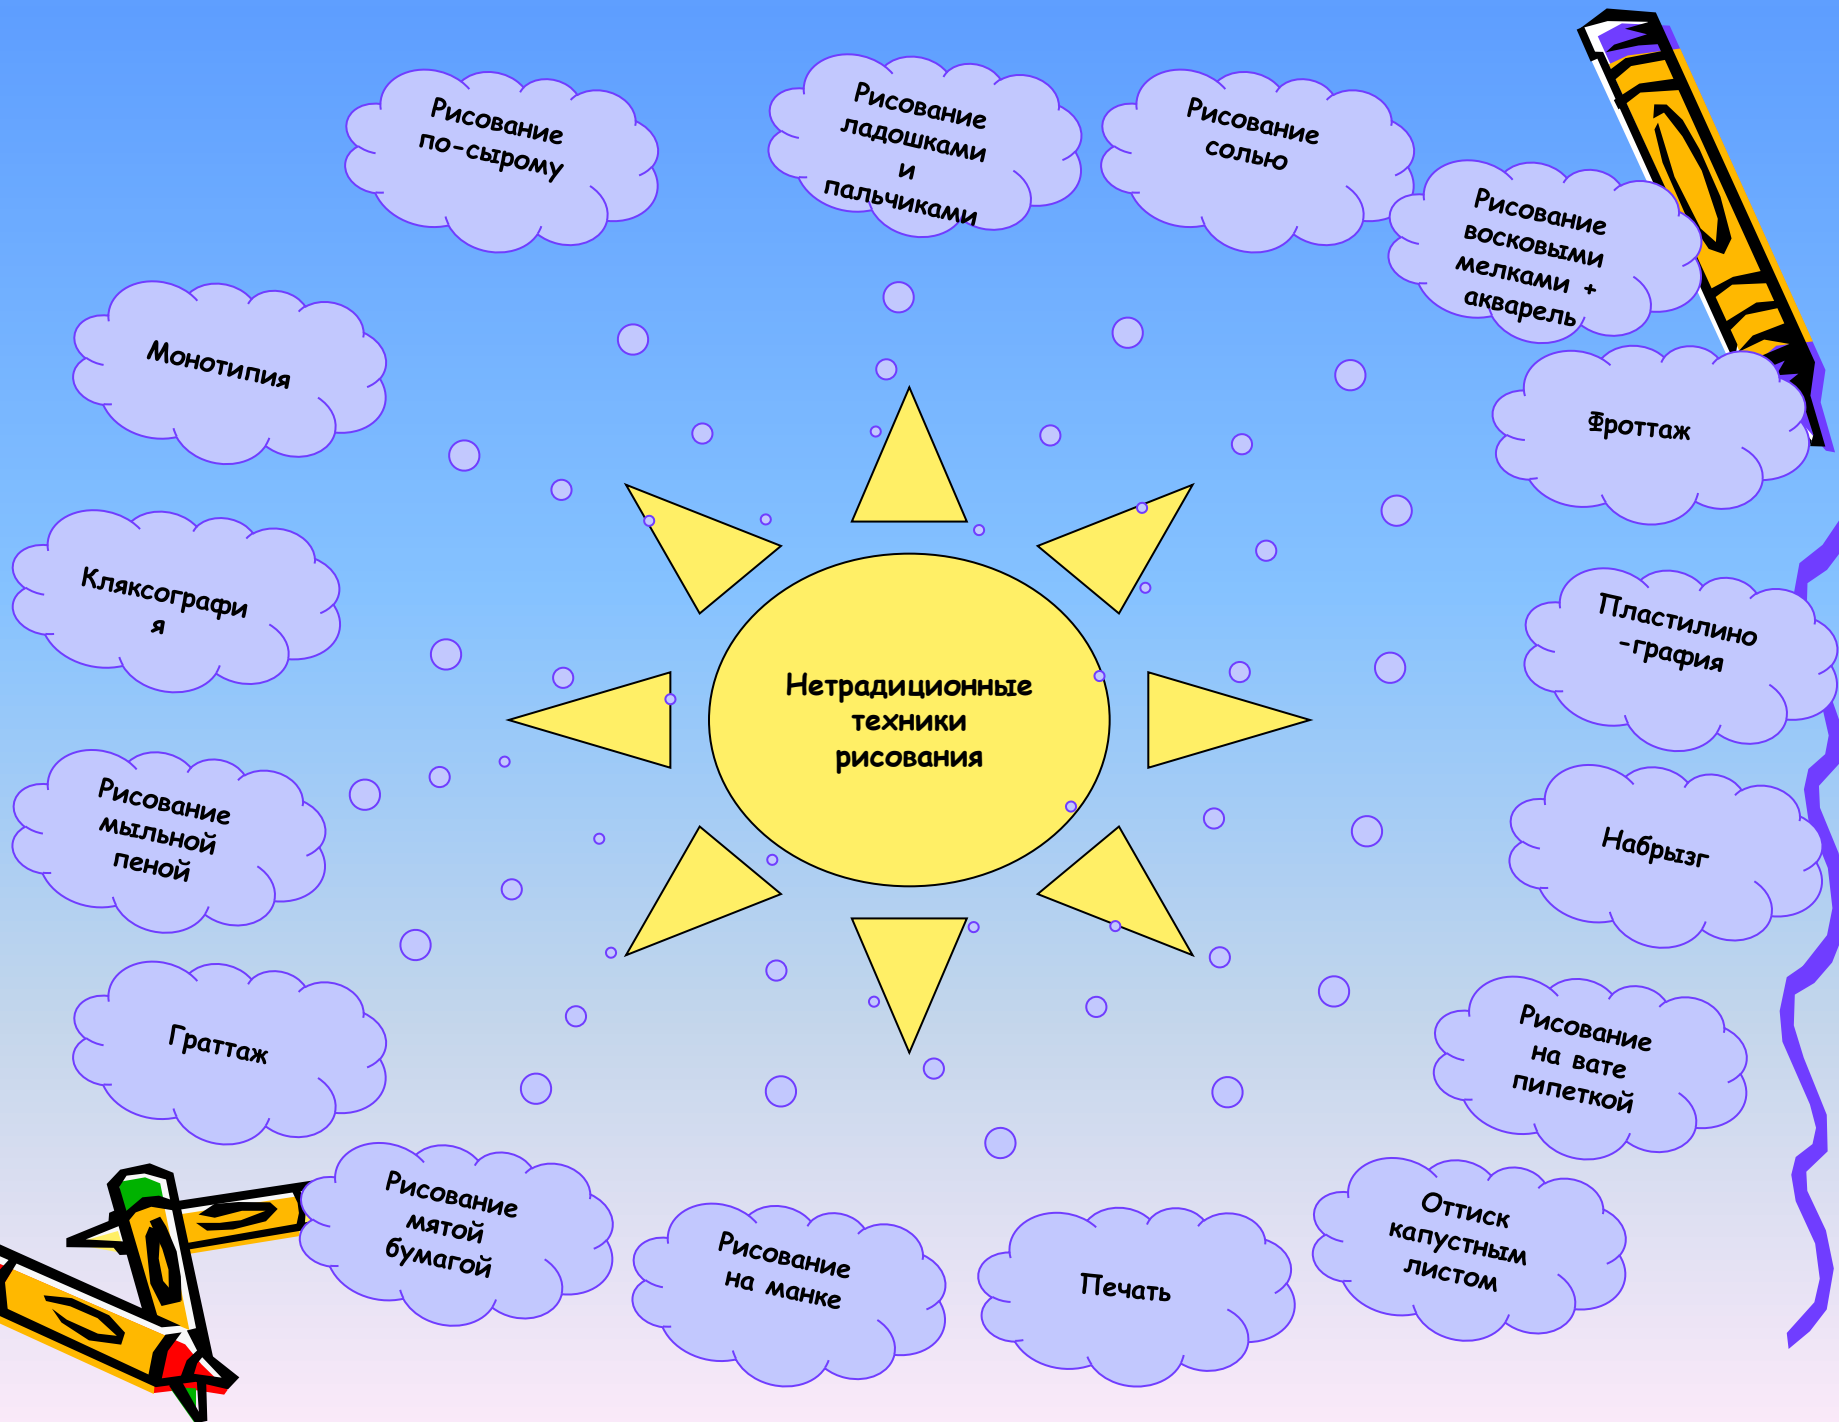 Рисование
по-сырому
Рисование
ладошками
и
пальчиками
Рисование
солью
Рисование
восковыми
мелками +
акварель
Монотипия
Фроттаж
Кляксографи
я
Пластилино
-графия
Нетрадиционные
техники
рисования
Рисование
мыльной
пеной
Набрызг
Граттаж
Рисование
на вате
пипеткой
Рисование
мятой
бумагой
Рисование
на манке
Печать
Оттиск
капустным
листом